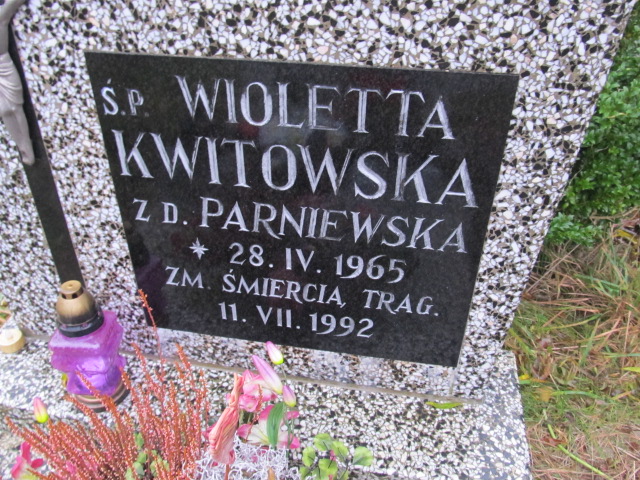 Ś.P. WIOLETTA
KWITOWSKA
Z D. PARNIEWSKA
* 28. IV. 1965
ZM. ŚMIERCIĄ TRAG.
11. VII. 1992